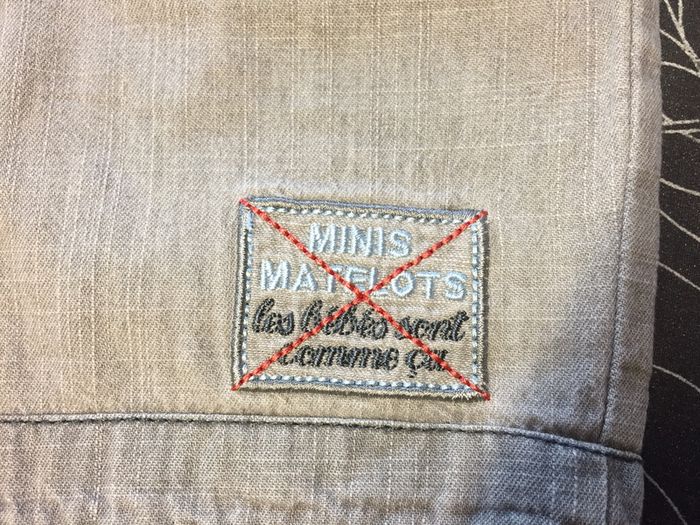 MINIS
MATELOTS
les bébés sont
comme ça